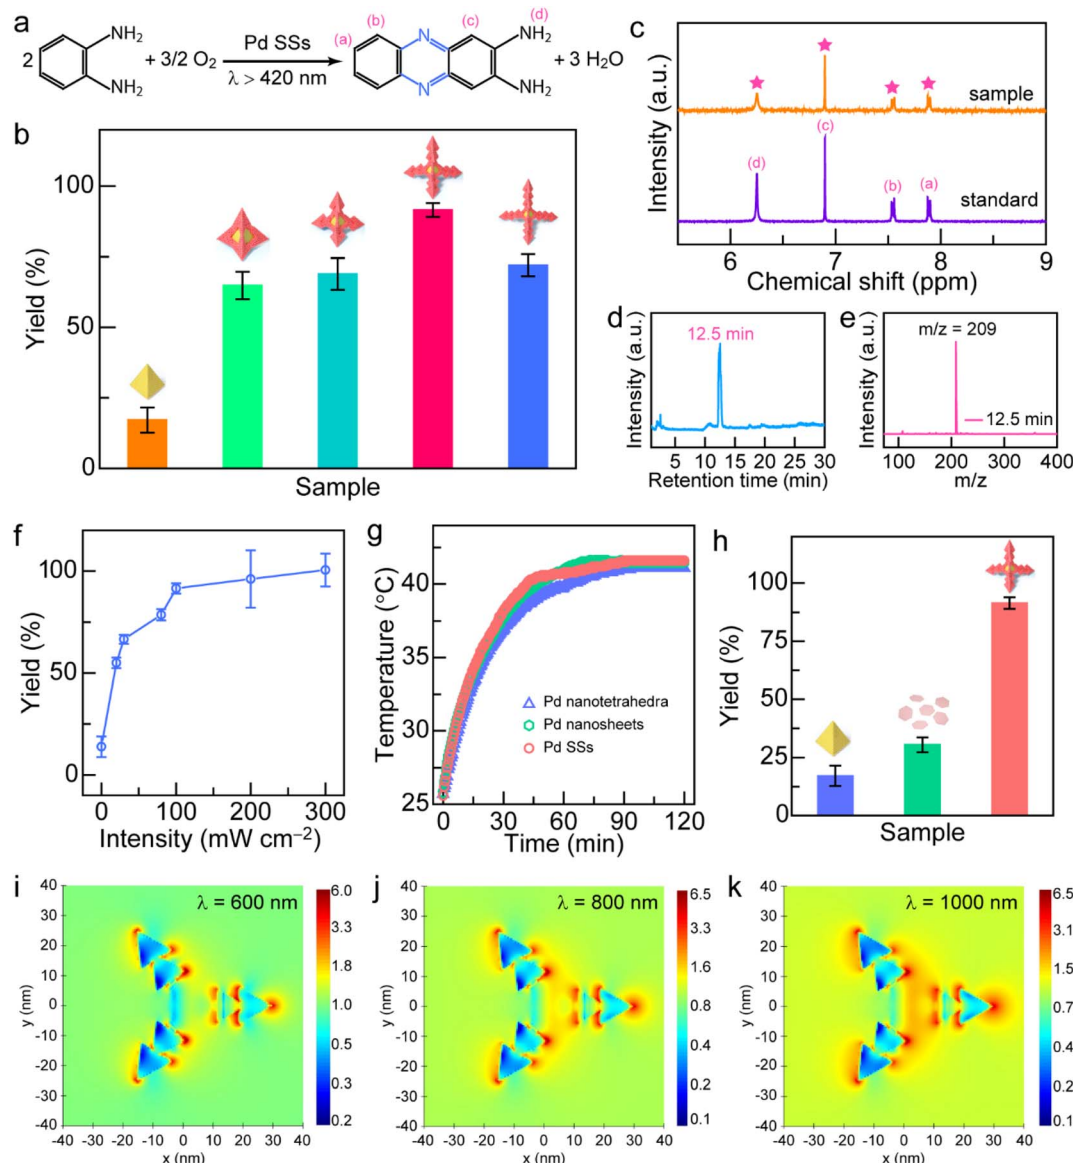 a
2
NH₂
NH₂
+ 3/2 O₂
Pd SSs
λ > 420 nm
(a)
(b)
(c)
(d)
N
N
NH₂
NH₂
+ 3 H₂O
b
Yield (%)
100
50
0
Sample
c
Intensity (a.u.)
sample
(d)
(c)
(b)
(a)
standard
6
7
8
9
Chemical shift (ppm)
d
Intensity (a.u.)
12.5 min
5 10 15 20 25 30
Retention time (min)
e
Intensity (a.u.)
m/z = 209
12.5 min
100 200 300 400
m/z
f
Yield (%)
100
50
0
0 100 200 300
Intensity (mW cm⁻²)
g
Temperature (°C)
40
35
30
25
Pd nanotetrahedra
Pd nanosheets
Pd SSs
0 30 60 90 120
Time (min)
h
Yield (%)
100
75
50
25
0
Sample
i
λ = 600 nm
y (nm)
40
30
20
10
0
-10
-20
-30
-40
-40 -30 -20 -10 0 10 20 30 40
x (nm)
6.0
3.3
1.8
1.0
0.6
0.3
0.2
j
λ = 800 nm
y (nm)
40
30
20
10
0
-10
-20
-30
-40
-40 -30 -20 -10 0 10 20 30 40
x (nm)
6.5
3.1
1.6
0.8
0.4
0.2
0.1
k
λ = 1000 nm
y (nm)
40
30
20
10
0
-10
-20
-30
-40
-40 -30 -20 -10 0 10 20 30 40
x (nm)
6.5
3.1
1.5
0.7
0.4
0.2
0.1